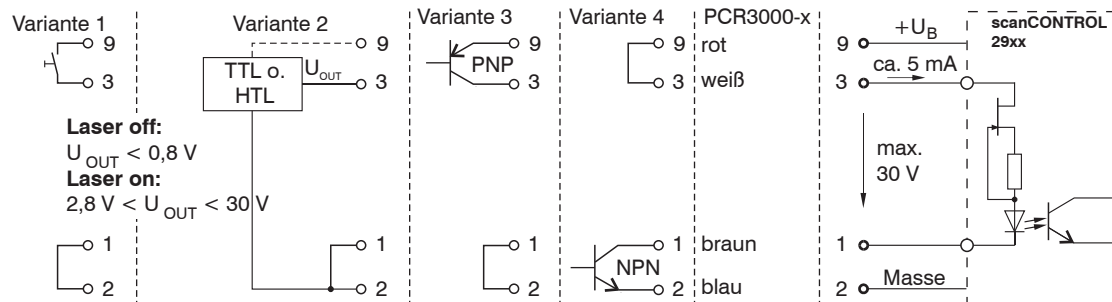 Variante 1
9
3
Laser off:
U OUT < 0,8 V
Laser on:
2,8 V < U OUT < 30 V
1
2
Variante 2
TTL o.
HTL
U OUT
9
3
1
2
Variante 3
PNP
9
3
1
2
Variante 4
9
3
NPN
1
2
PCR3000-x
rot
weiß
braun
blau
9
3
1
2
+UB
ca. 5 mA
max.
30 V
Masse
scanCONTROL
29xx